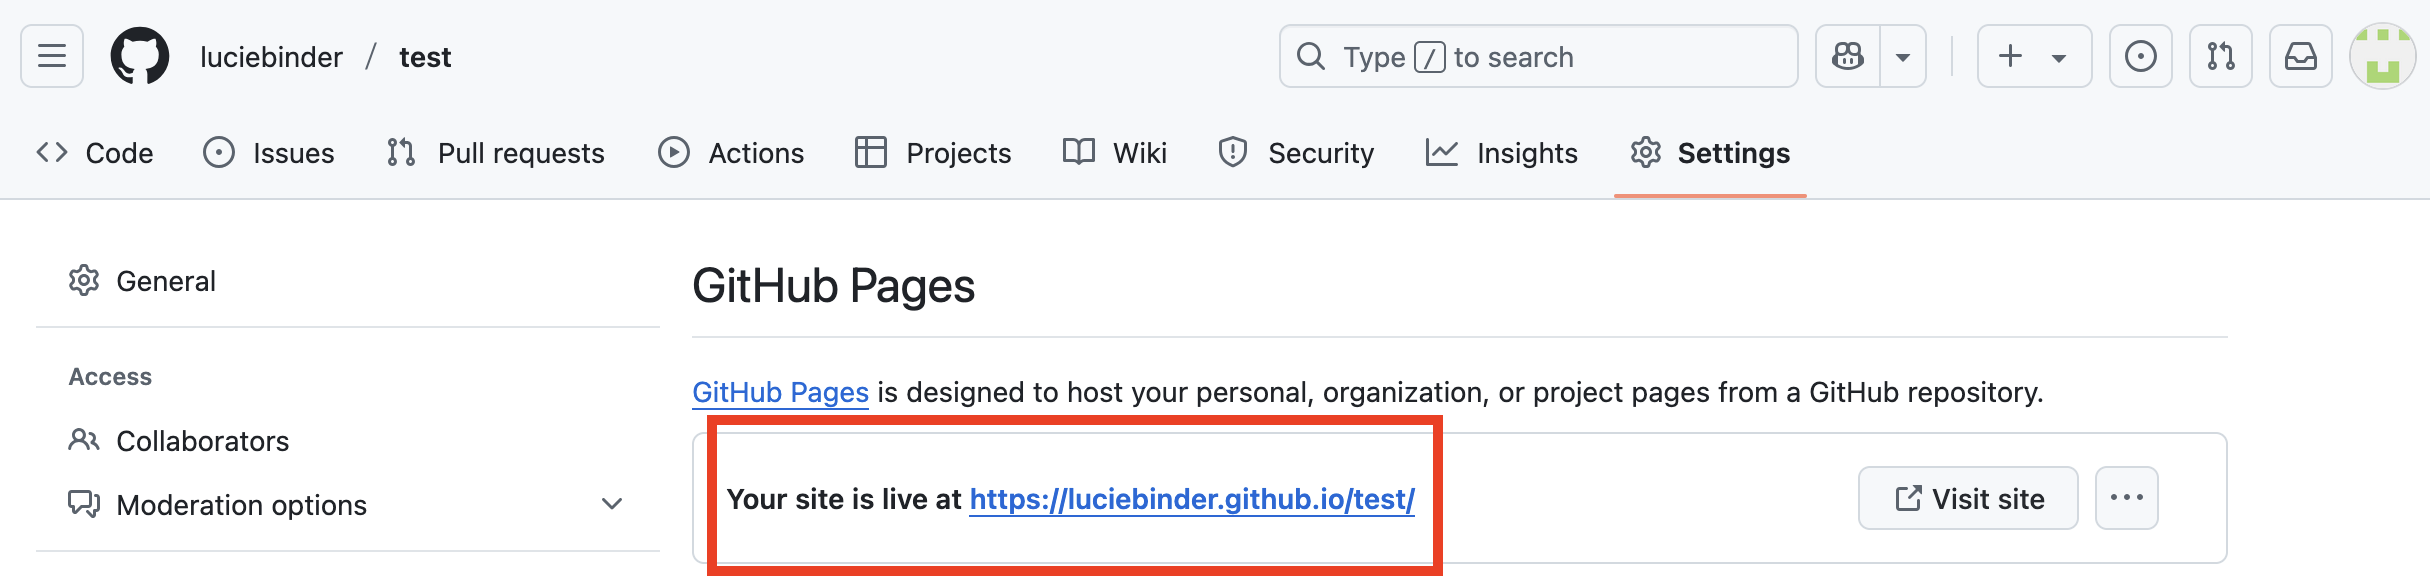 luciebinder / test
Type / to search
Code Issues Pull requests Actions Projects Wiki Security Insights Settings
General
Access
Collaborators
Moderation options
GitHub Pages
GitHub Pages is designed to host your personal, organization, or project pages from a GitHub repository.
Your site is live at https://luciebinder.github.io/test/
Visit site